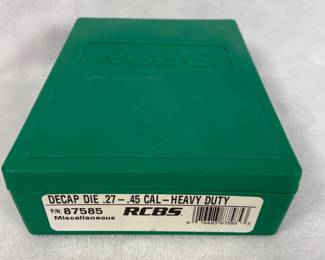 RCBS
DECAP DIE .27 - .45 CAL - HEAVY DUTY
P/N: 87585 RCBS
Miscellaneous